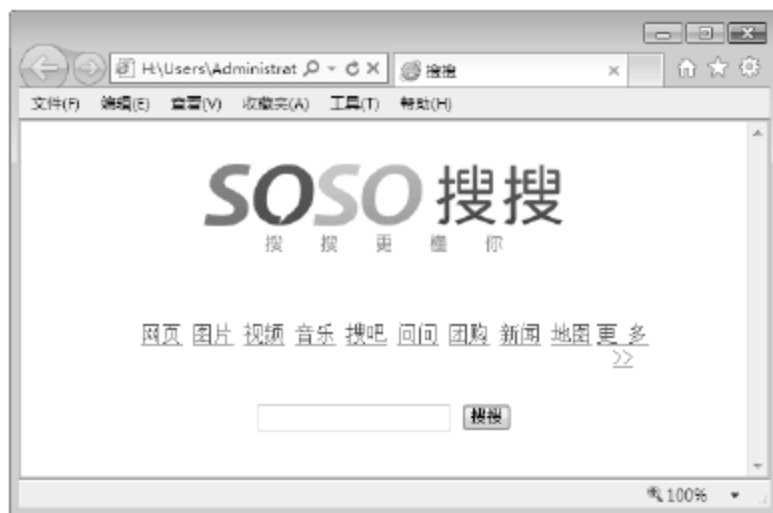 H:\Users\Administrat
搜搜
文件(F) 编辑(E) 查看(V) 收藏夹(A) 工具(T) 帮助(H)
SOSO 搜搜
搜 搜 更 懂 你
网页 图片 视频 音乐 搜吧 问问 团购 新闻 地图 更 多
>>
搜搜
100%